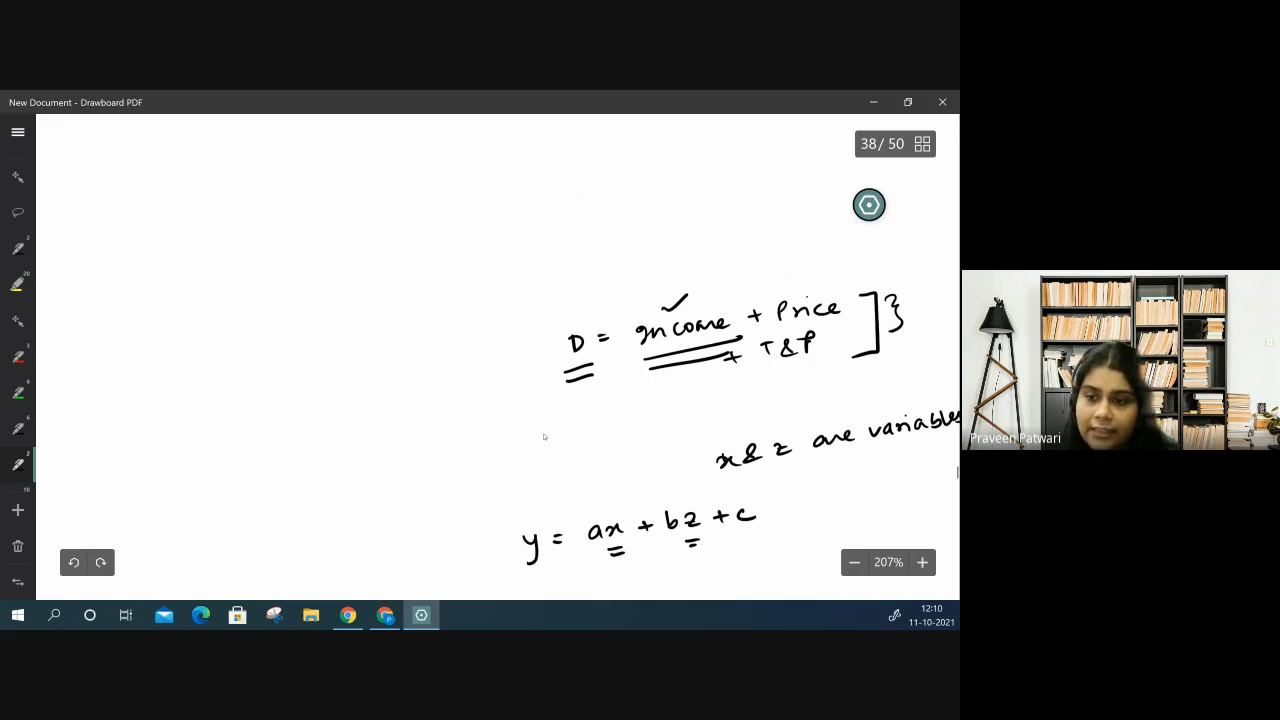 New Document - Drawboard PDF
38 / 50
D = Income + Price
+ T & P
x & z are variables
y = ax + bz + c
Praveen Patwari
207%
12:10
11-10-2021